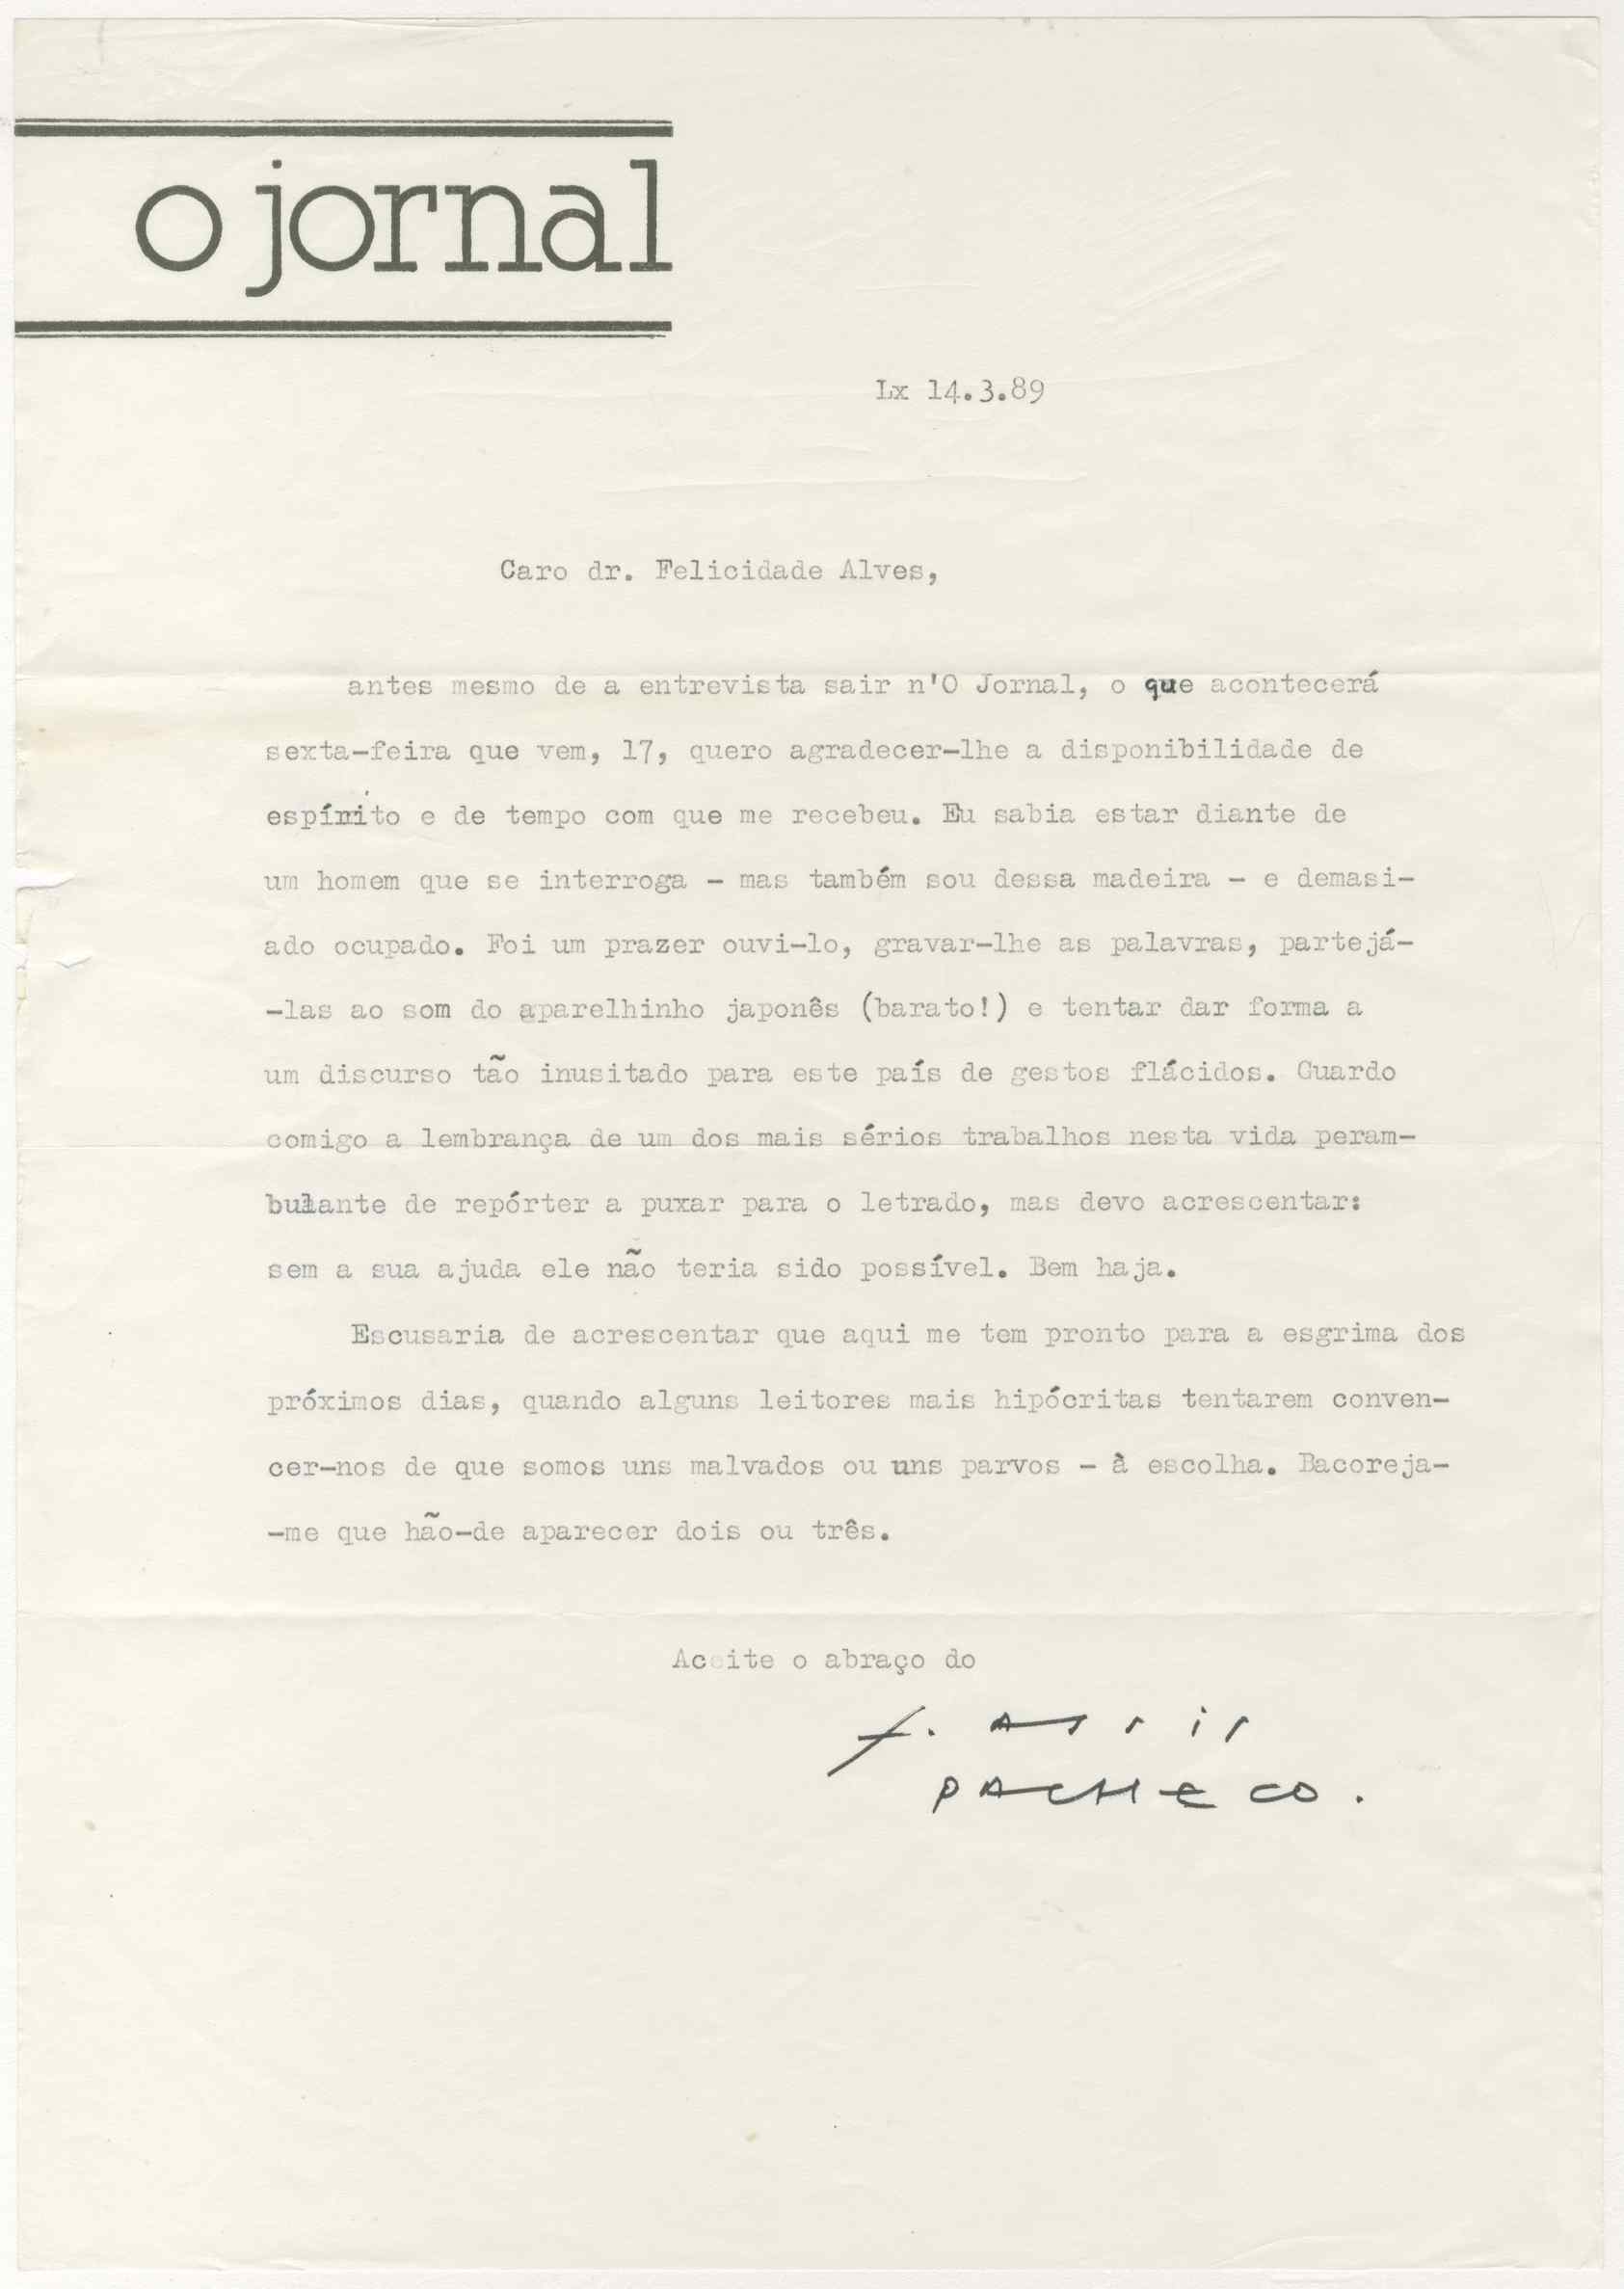 o jornal
Lx 14.3.89
Caro dr. Felicidade Alves,
antes mesmo de a entrevista sair n'O Jornal, o que acontecerá
sexta-feira que vem, 17, quero agradecer-lhe a disponibilidade de
espírito e de tempo com que me recebeu. Eu sabia estar diante de
um homem que se interroga - mas também sou dessa madeira - e demasi-
ado ocupado. Foi um prazer ouvi-lo, gravar-lhe as palavras, partejá-
-las ao som do aparelhinho japonês (barato!) e tentar dar forma a
um discurso tão inusitado para este país de gestos flácidos. Guardo
comigo a lembrança de um dos mais sérios trabalhos nesta vida peram-
bulante de repórter a puxar para o letrado, mas devo acrescentar:
sem a sua ajuda ele não teria sido possível. Bem haja.
Escusaria de acrescentar que aqui me tem pronto para a esgrima dos
próximos dias, quando alguns leitores mais hipócritas tentarem conven-
cer-nos de que somos uns malvados ou uns parvos - à escolha. Bacoreja-
-me que hão-de aparecer dois ou três.
Aceite o abraço do
F. ASSIS
PACHECO.